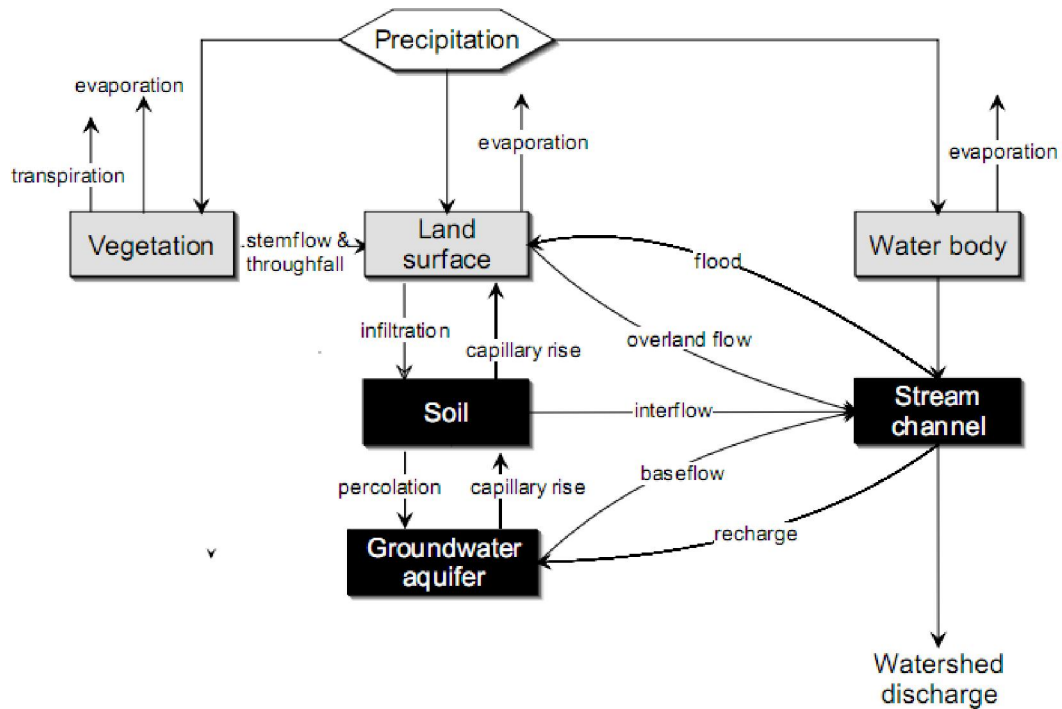 Precipitation
evaporation
evaporation
transpiration
evaporation
Vegetation
stemflow &
throughfall
Land
surface
Water body
flood
infiltration
capillary rise
overland flow
Soil
interflow
Stream
channel
percolation
capillary rise
baseflow
recharge
Groundwater
aquifer
Watershed
discharge